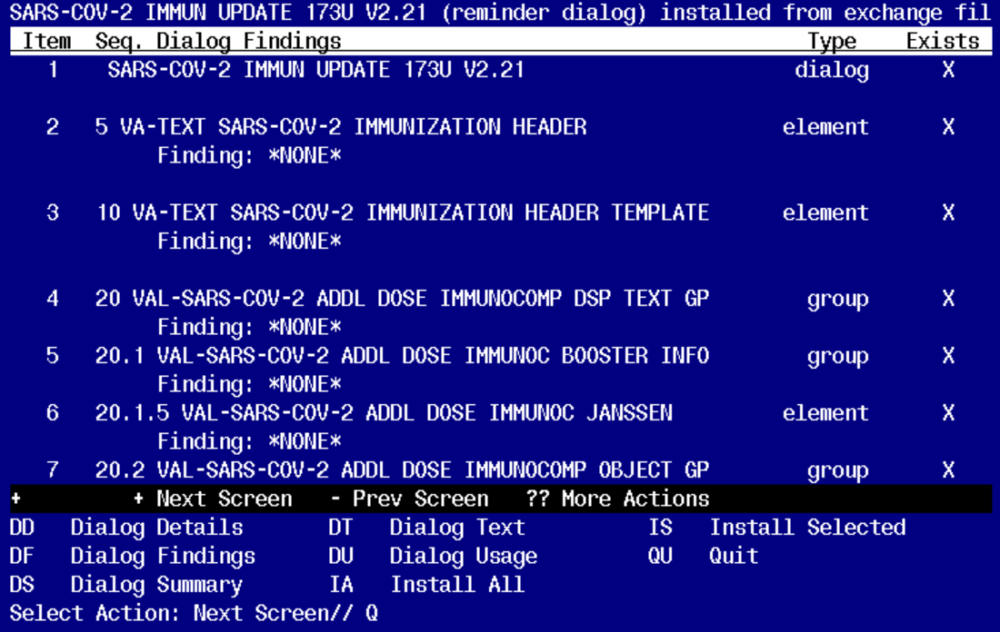 SARS-COV-2 IMMUN UPDATE 173U V2.21 (reminder dialog) installed from exchange fil
Item Seq. Dialog Findings Type Exists
1 SARS-COV-2 IMMUN UPDATE 173U V2.21 dialog X
2 5 VA-TEXT SARS-COV-2 IMMUNIZATION HEADER element X
Finding: *NONE*
3 10 VA-TEXT SARS-COV-2 IMMUNIZATION HEADER TEMPLATE element X
Finding: *NONE*
4 20 VAL-SARS-COV-2 ADDL DOSE IMMUNOCOMP DSP TEXT GP group X
Finding: *NONE*
5 20.1 VAL-SARS-COV-2 ADDL DOSE IMMUNOC BOOSTER INFO group X
Finding: *NONE*
6 20.1.5 VAL-SARS-COV-2 ADDL DOSE IMMUNOC JANSSEN element X
Finding: *NONE*
7 20.2 VAL-SARS-COV-2 ADDL DOSE IMMUNOCOMP OBJECT GP group X
+ + Next Screen - Prev Screen ?? More Actions
DD Dialog Details DT Dialog Text IS Install Selected
DF Dialog Findings DU Dialog Usage QU Quit
DS Dialog Summary IA Install All
Select Action: Next Screen// Q